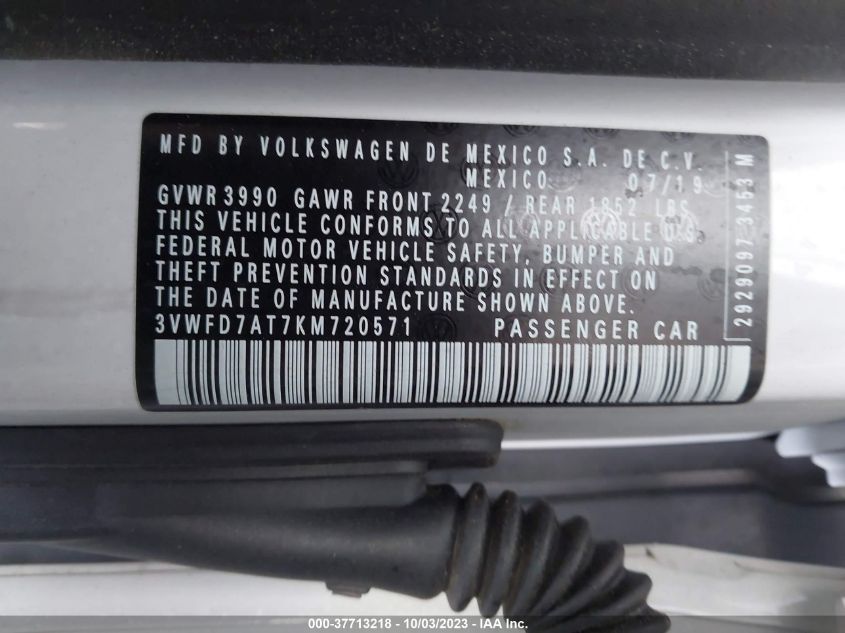 MFD BY VOLKSWAGEN DE MEXICO S.A. DE C.V.
MEXICO 07/19
GVWR 3990 GAWR FRONT 2249 / REAR 1852 LBS
THIS VEHICLE CONFORMS TO ALL APPLICABLE U.S.
FEDERAL MOTOR VEHICLE SAFETY, BUMPER AND
THEFT PREVENTION STANDARDS IN EFFECT ON
THE DATE OF MANUFACTURE SHOWN ABOVE.
3VWFD7AT7KM720571 PASSENGER CAR
2929097 3453 M
000-37713218 - 10/03/2023 - IAA Inc.